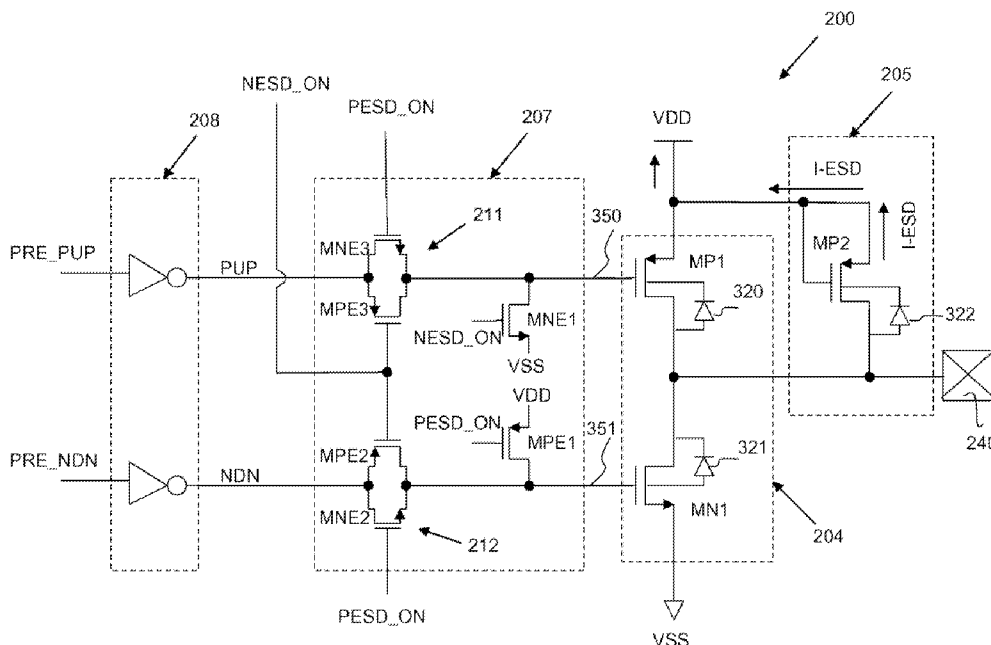 200
205
NESD_ON
PESD_ON
208
207
VDD
I-ESD
211
350
MNE3
PRE_PUP
PUP
MP1
MP2
I-ESD
MPE3
320
322
MNE1
NESD_ON
VSS
VDD
PESD_ON
351
240
PRE_NDN
NDN
MPE2
MPE1
321
MNE2
MN1
212
204
PESD_ON
VSS